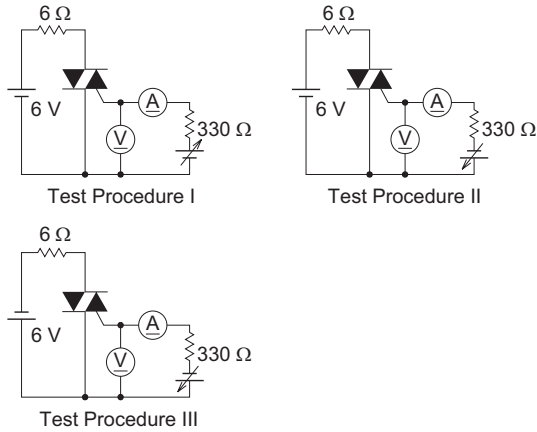 6 Ω
6 V
A
V
330 Ω
Test Procedure I
6 Ω
6 V
A
V
330 Ω
Test Procedure II
6 Ω
6 V
A
V
330 Ω
Test Procedure III